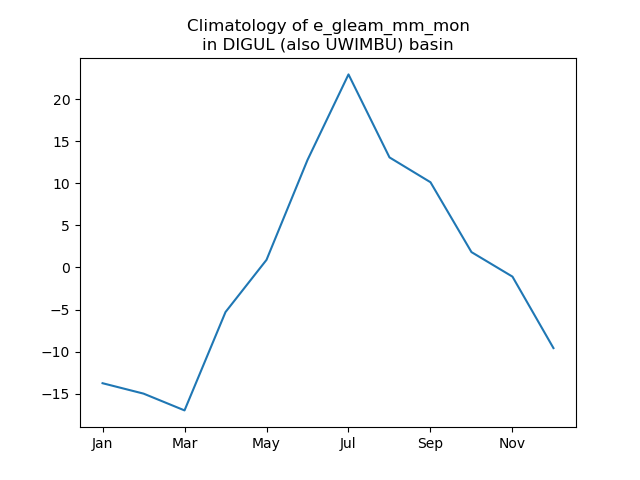 Climatology of e_gleam_mm_mon
in DIGUL (also UWIMBU) basin
20
15
10
5
0
−5
−10
−15
Jan Mar May Jul Sep Nov